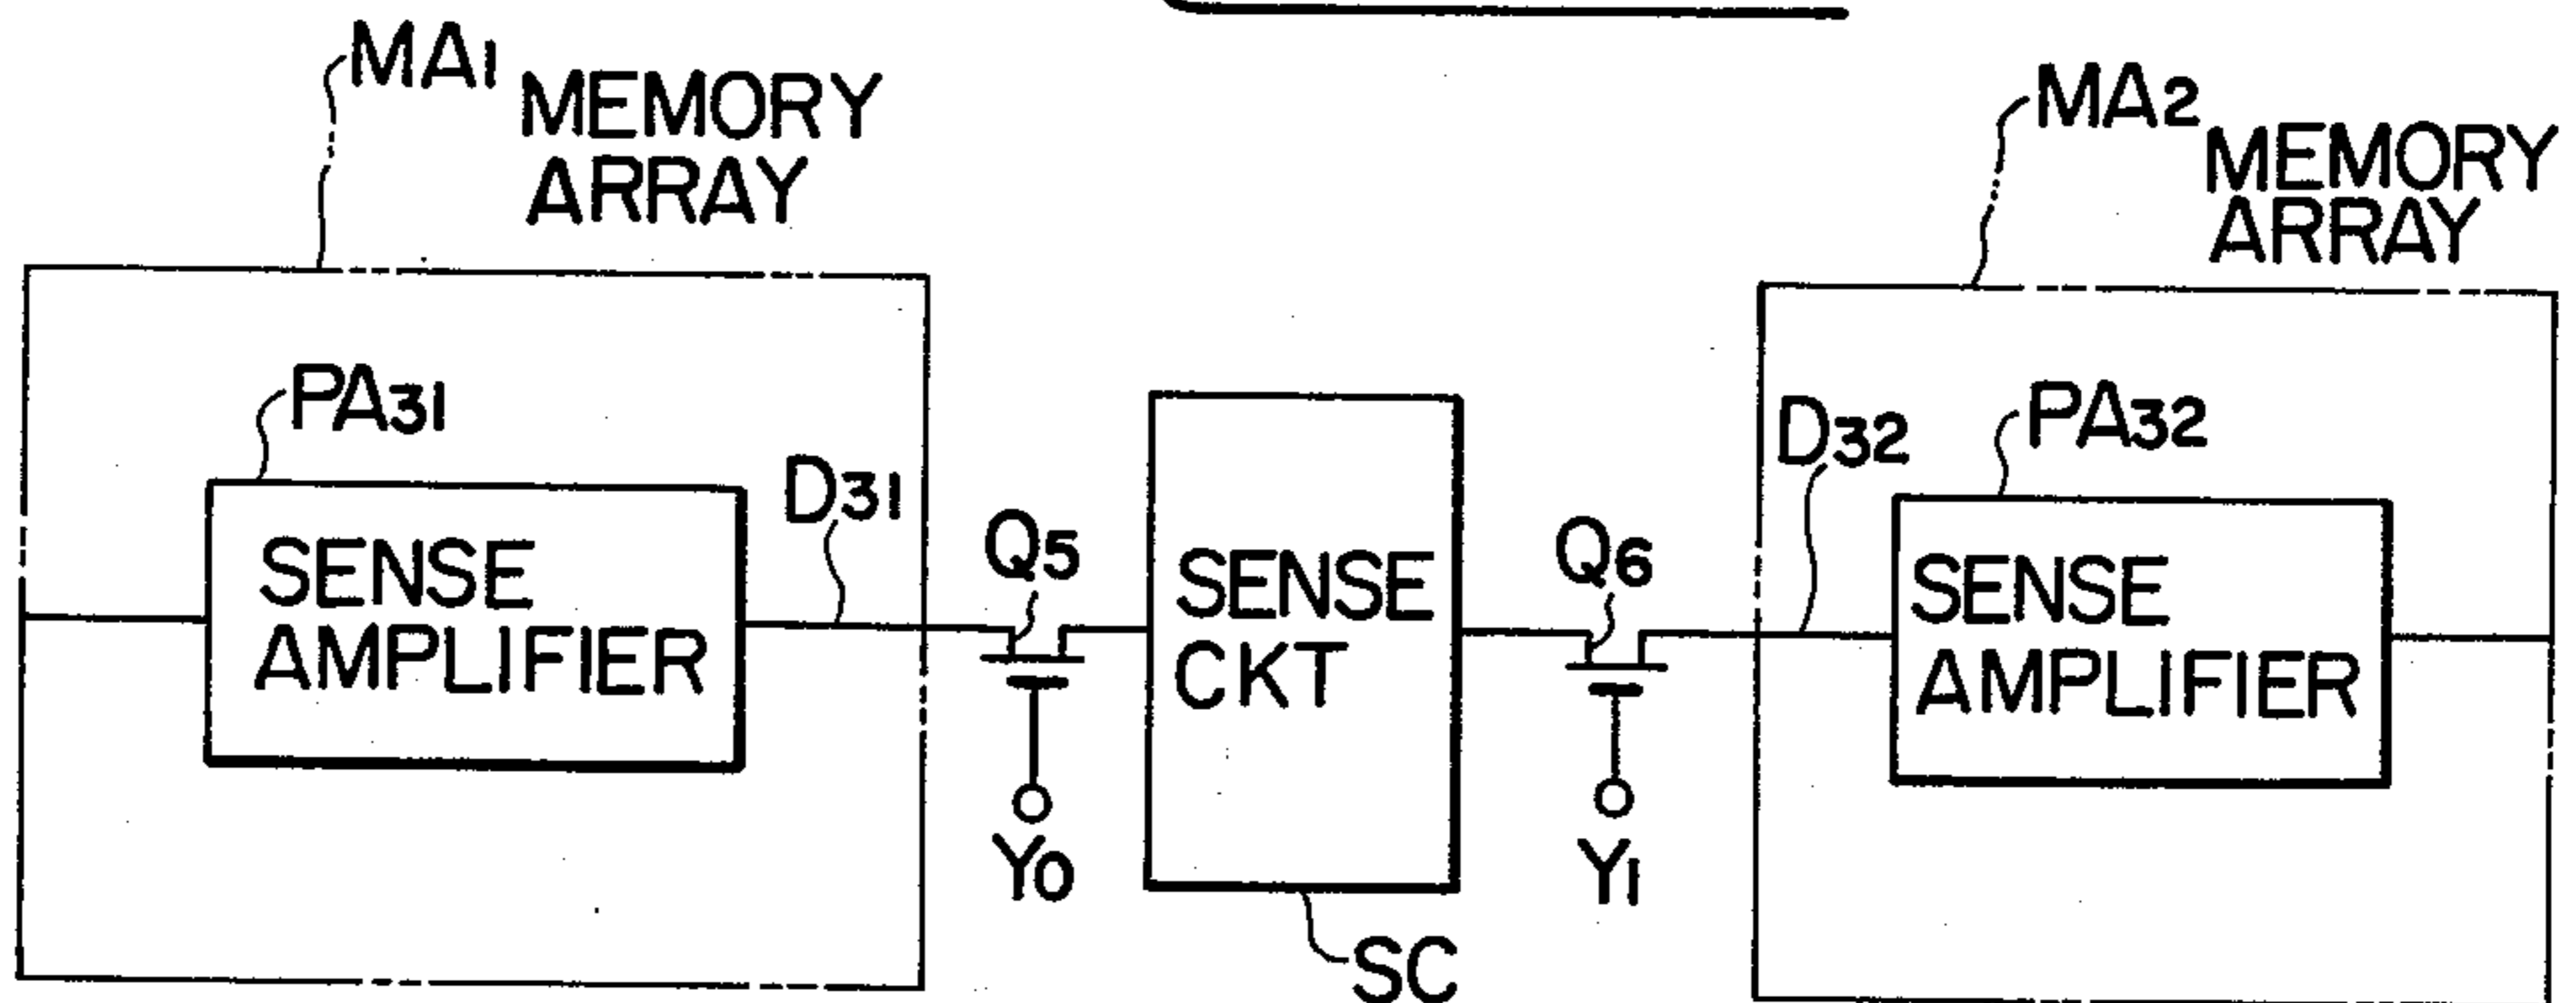 MA1 MEMORY
ARRAY
MA2 MEMORY
ARRAY
PA31
SENSE
AMPLIFIER
D31
Q5
Y0
SENSE
CKT
SC
Q6
Y1
D32
PA32
SENSE
AMPLIFIER